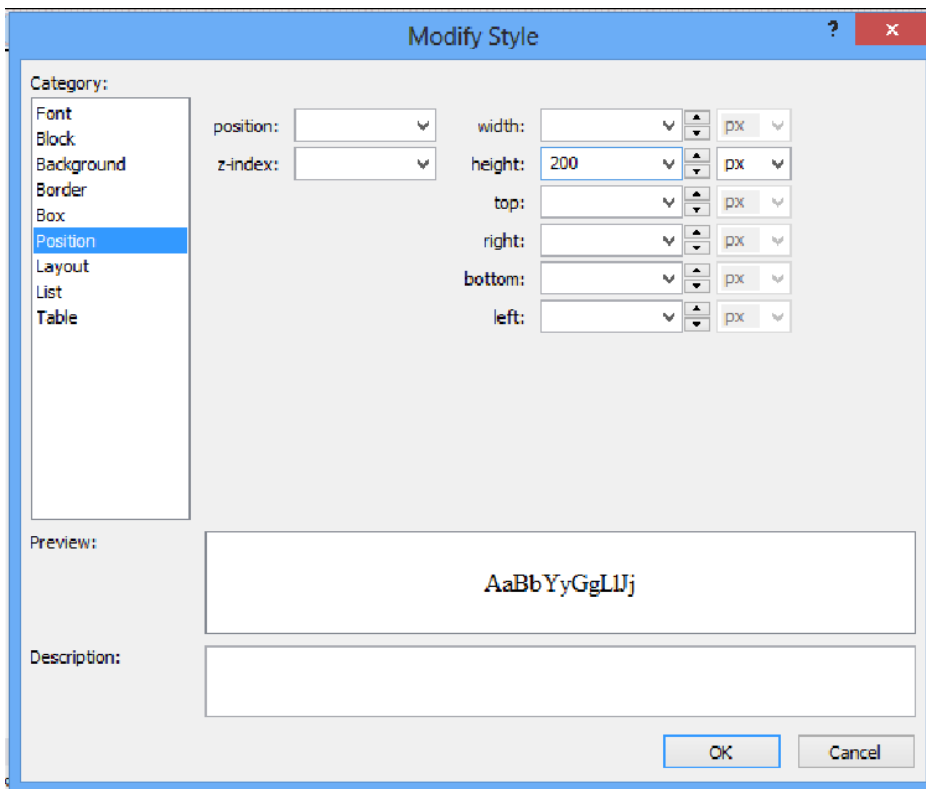 Modify Style
?
x
Category:
Font
Block
Background
Border
Box
Position
Layout
List
Table
position:
z-index:
width:
px
height:
200
px
top:
px
right:
px
bottom:
px
left:
px
Preview:
AaBbYyGgLlJj
Description:
OK
Cancel